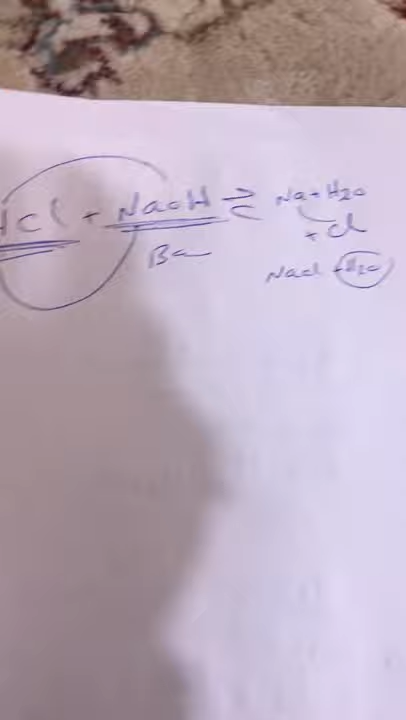 HCl + NaOH ⇌ Na + H2O
+ Cl
Ba
NaCl + H2O